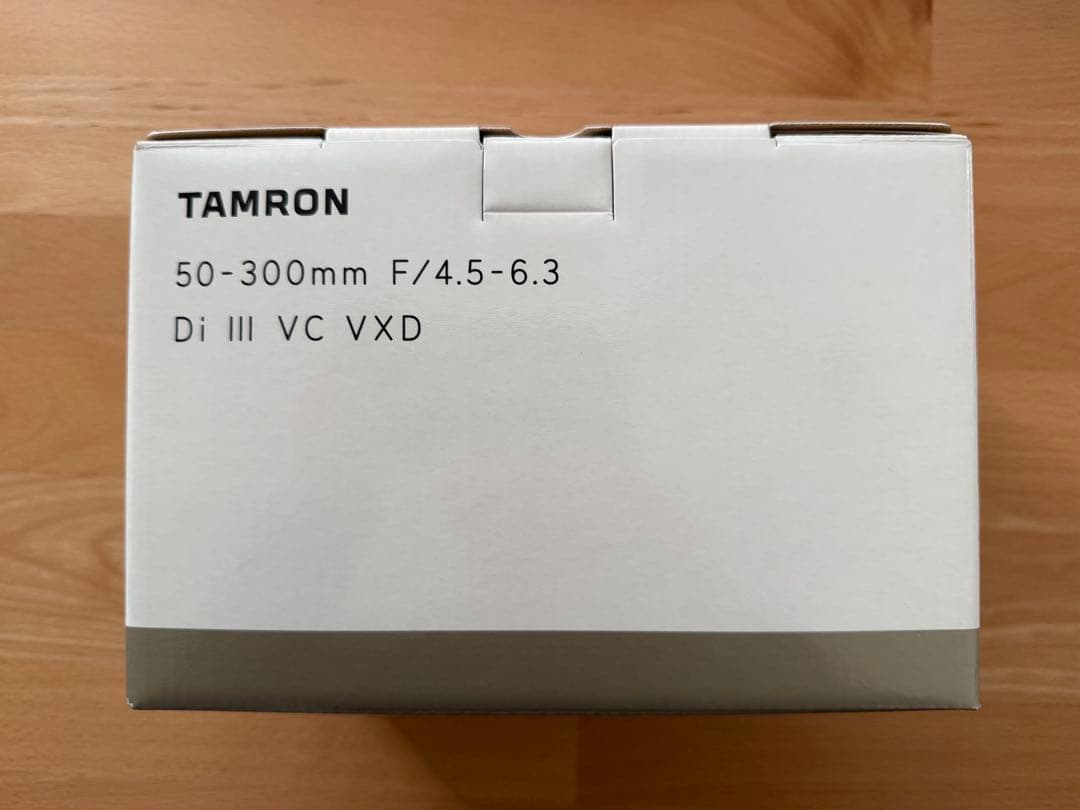 TAMRON
50-300mm F/4.5-6.3
Di III VC VXD